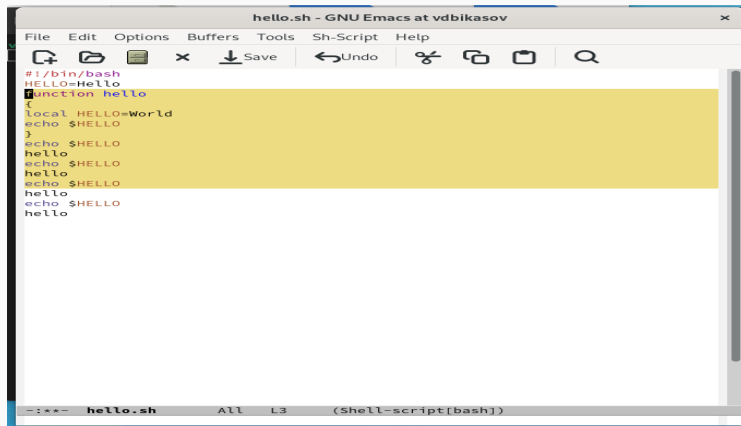 hello.sh - GNU Emacs at vdbikasov
File Edit Options Buffers Tools Sh-Script Help
Save Undo
#!/bin/bash
HELLO=Hello
function hello
{
local HELLO=World
echo $HELLO
}
echo $HELLO
hello
echo $HELLO
hello
echo $HELLO
hello
echo $HELLO
hello
-:**- hello.sh All L3 (Shell-script[bash])